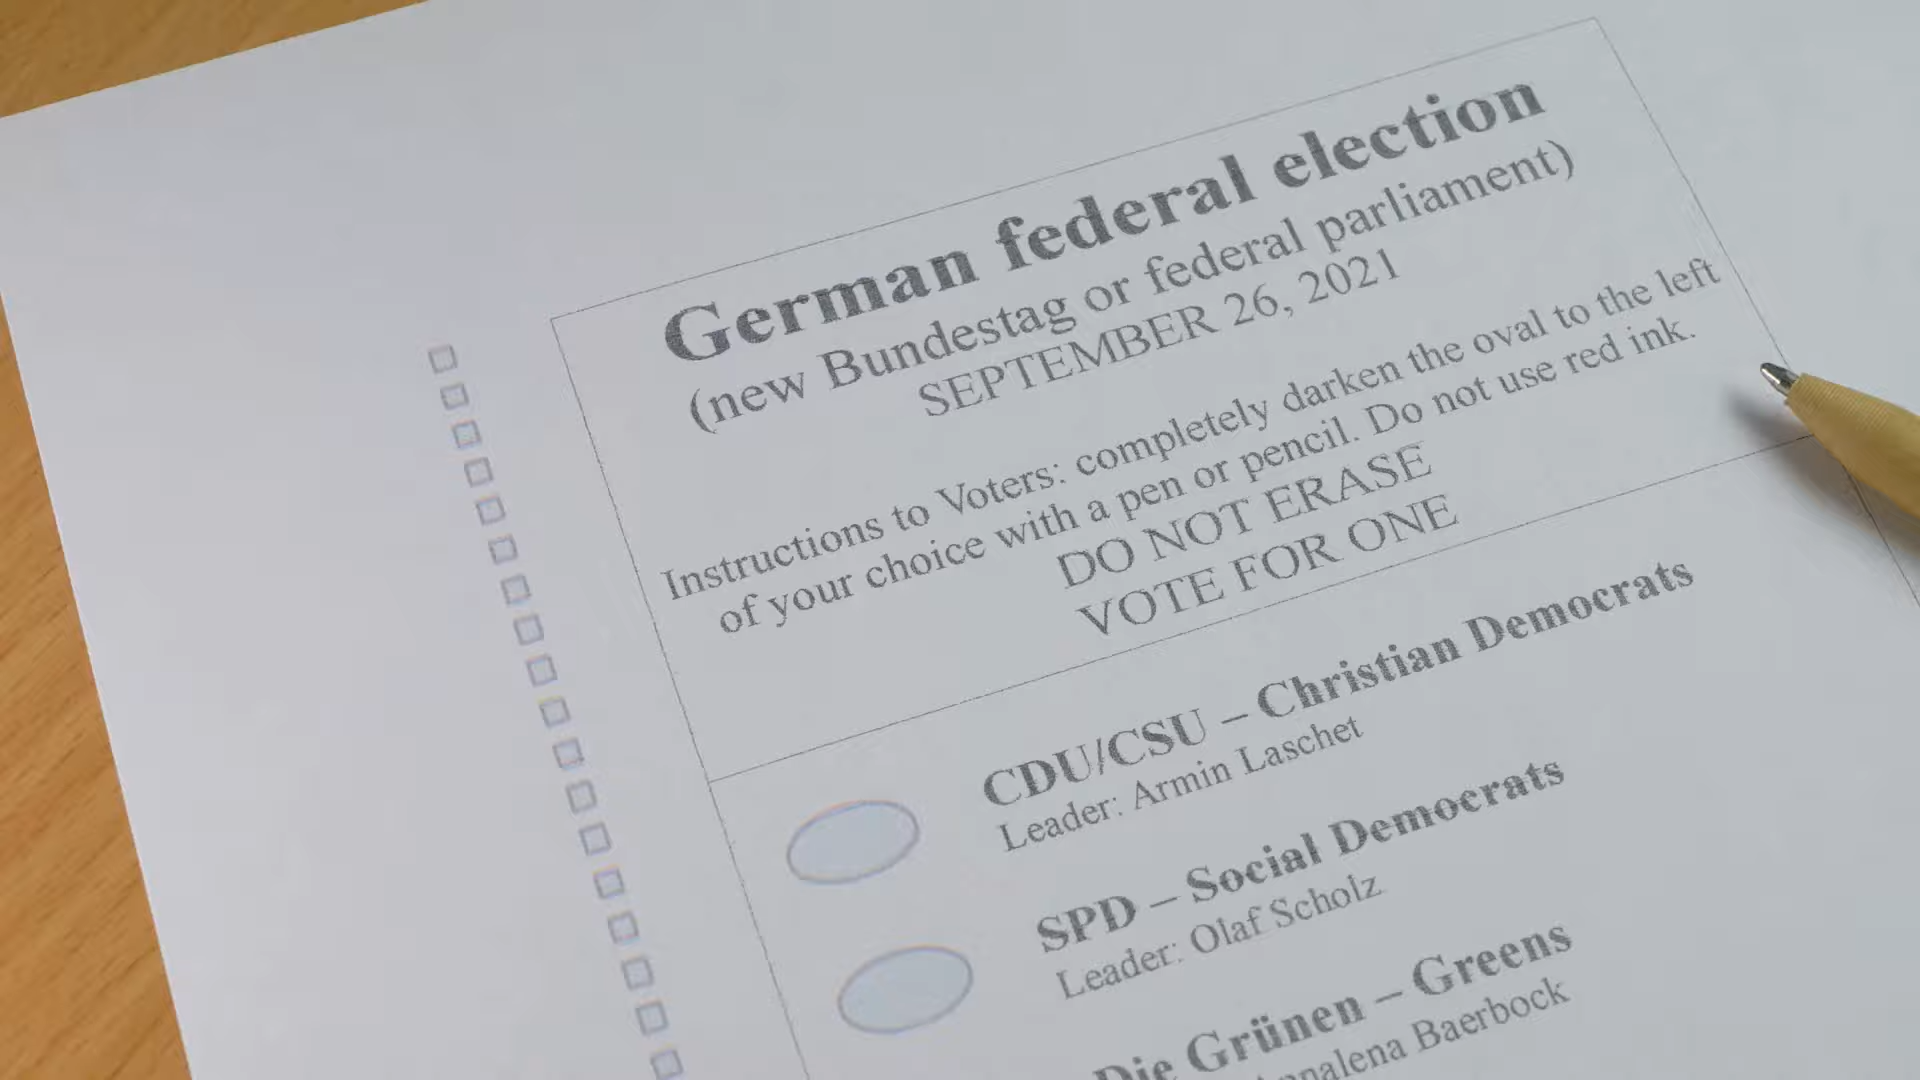 German federal election
(new Bundestag or federal parliament)
SEPTEMBER 26, 2021
Instructions to Voters: completely darken the oval to the left
of your choice with a pen or pencil. Do not use red ink.
DO NOT ERASE
VOTE FOR ONE
CDU/CSU – Christian Democrats
Leader: Armin Laschet
SPD – Social Democrats
Leader: Olaf Scholz
Die Grünen – Greens
Annalena Baerbock